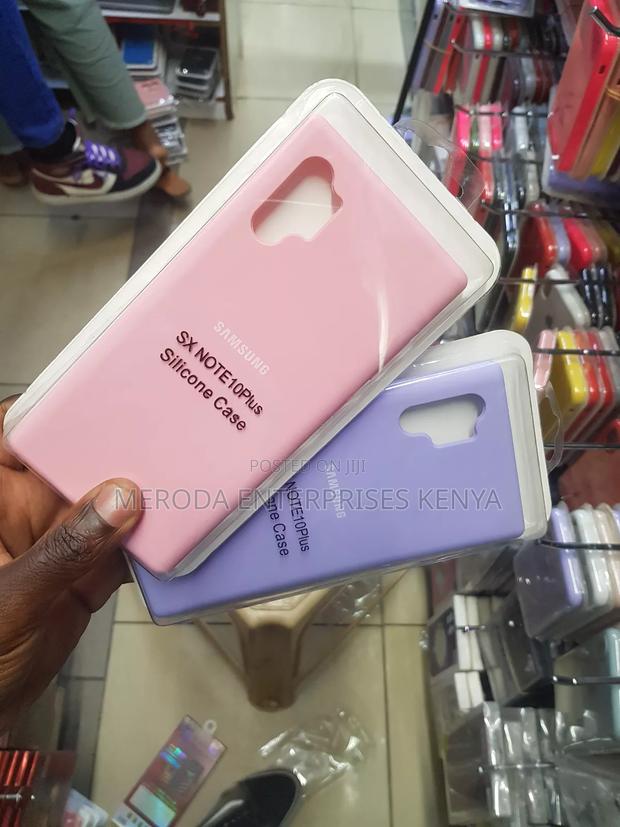 SAMSUNG
SX NOTE10Plus
Silicone Case
SAMSUNG
NOTE10Plus
ne Case
POSTED ON JIJI
MERODA ENTERPRISES KENYA